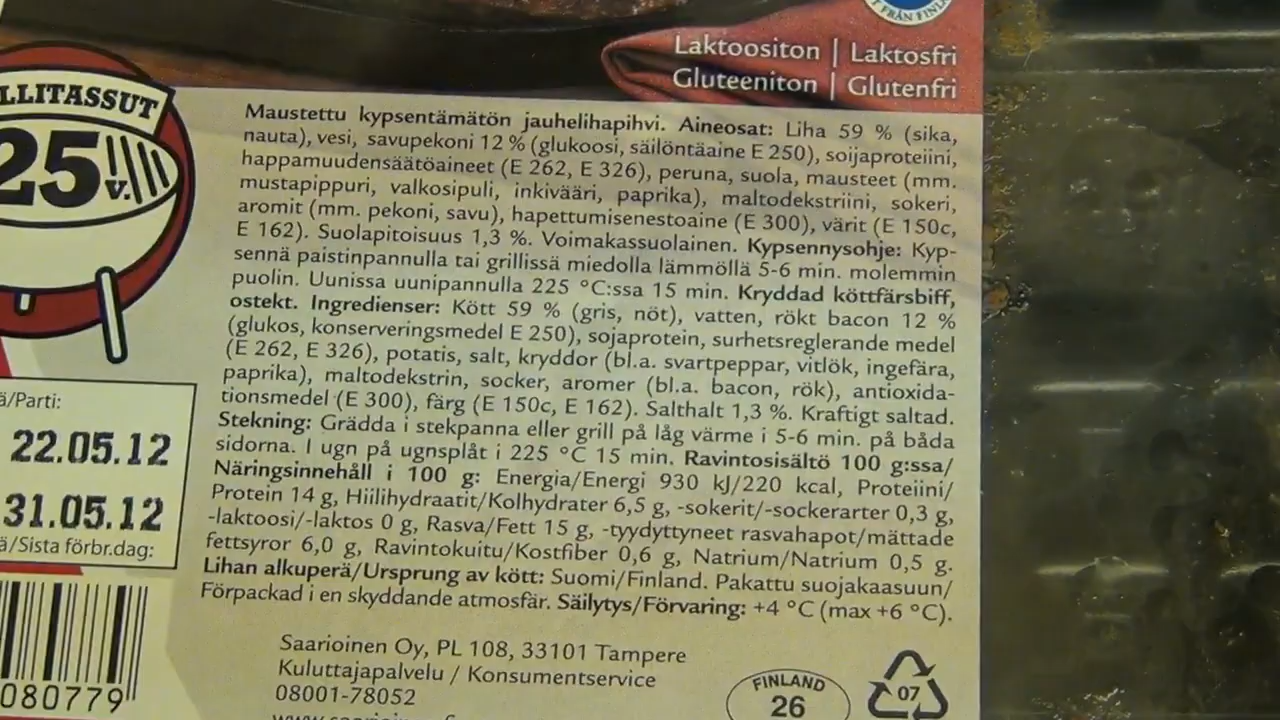 T FRÅN FINL
Laktoositon | Laktosfri
Gluteeniton | Glutenfri
LLITASSUT
25 v.
Maustettu kypsentämätön jauhelihapihvi. Aineosat: Liha 59 % (sika,
nauta), vesi, savupekoni 12 % (glukoosi, säilöntäaine E 250), soijaproteiini,
happamuudensäätöaineet (E 262, E 326), peruna, suola, mausteet (mm.
mustapippuri, valkosipuli, inkivääri, paprika), maltodekstriini, sokeri,
aromit (mm. pekoni, savu), hapettumisenestoaine (E 300), värit (E 150c,
E 162). Suolapitoisuus 1,3 %. Voimakassuolainen. Kypsennysohje: Kyp-
sennä paistinpannulla tai grillissä miedolla lämmöllä 5-6 min. molemmin
puolin. Uunissa uunipannulla 225 °C:ssa 15 min. Kryddad köttfärsbiff,
ostekt. Ingredienser: Kött 59 % (gris, nöt), vatten, rökt bacon 12 %
(glukos, konserveringsmedel E 250), sojaprotein, surhetsreglerande medel
(E 262, E 326), potatis, salt, kryddor (bl.a. svartpeppar, vitlök, ingefära,
paprika), maltodekstrin, socker, aromer (bl.a. bacon, rök), antioxida-
tionsmedel (E 300), färg (E 150c, E 162). Salthalt 1,3 %. Kraftigt saltad.
Stekning: Grädda i stekpanna eller grill på låg värme i 5-6 min. på båda
sidorna. I ugn på ugnsplåt i 225 °C 15 min. Ravintosisältö 100 g:ssa/
Näringsinnehåll i 100 g: Energia/Energi 930 kJ/220 kcal, Proteiini/
Protein 14 g, Hiilihydraatit/Kolhydrater 6,5 g, -sokerit/-sockerarter 0,3 g,
-laktoosi/-laktos 0 g, Rasva/Fett 15 g, -tyydyttyneet rasvahapot/mättade
fettsyror 6,0 g, Ravintokuitu/Kostfiber 0,6 g, Natrium/Natrium 0,5 g.
Lihan alkuperä/Ursprung av kött: Suomi/Finland. Pakattu suojakaasuun/
Förpackad i en skyddande atmosfär. Säilytys/Förvaring: +4 °C (max +6 °C).
ä/Parti:
22.05.12
31.05.12
ä/Sista förbr.dag:
080779
Saarioinen Oy, PL 108, 33101 Tampere
Kuluttajapalvelu / Konsumentservice
08001-78052
FINLAND
26
07